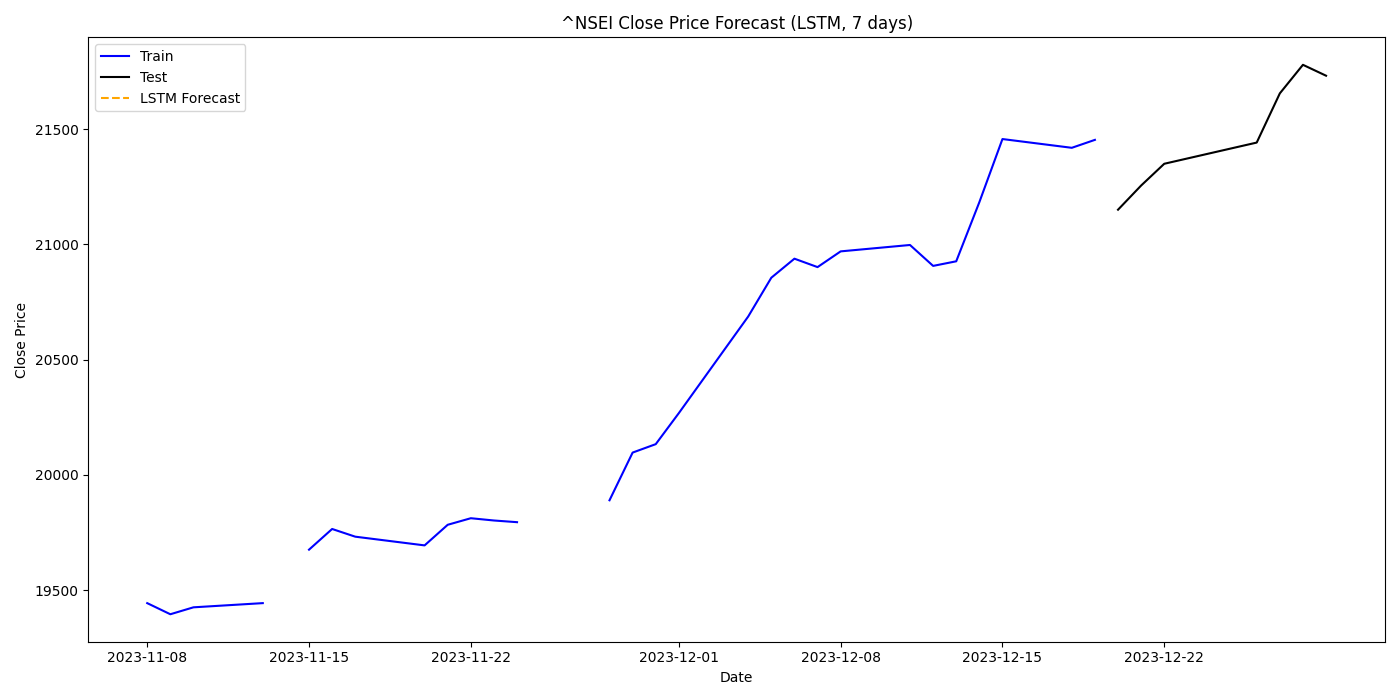 ^NSEI Close Price Forecast (LSTM, 7 days)
Train
Test
LSTM Forecast
Close Price
21500
21000
20500
20000
19500
2023-11-08 2023-11-15 2023-11-22 2023-12-01 2023-12-08 2023-12-15 2023-12-22
Date